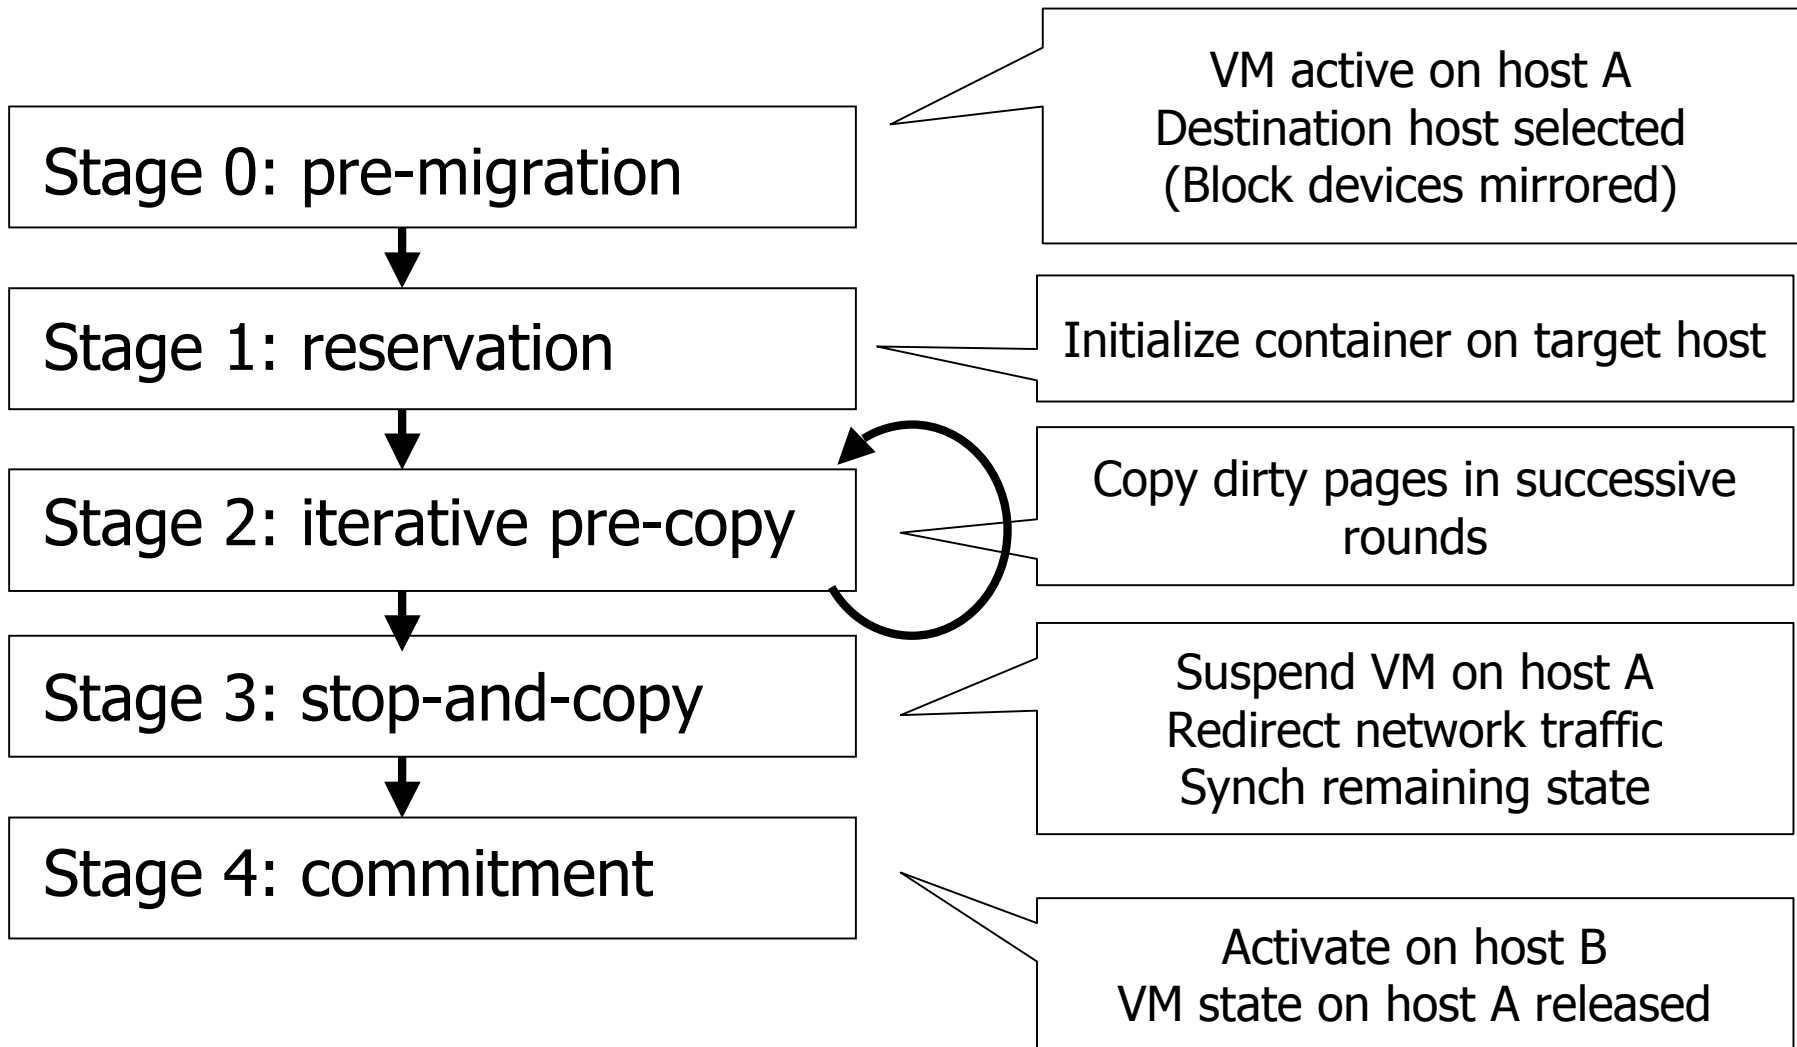 Stage 0: pre-migration
VM active on host A
Destination host selected
(Block devices mirrored)
Stage 1: reservation
Initialize container on target host
Stage 2: iterative pre-copy
Copy dirty pages in successive
rounds
Stage 3: stop-and-copy
Suspend VM on host A
Redirect network traffic
Synch remaining state
Stage 4: commitment
Activate on host B
VM state on host A released